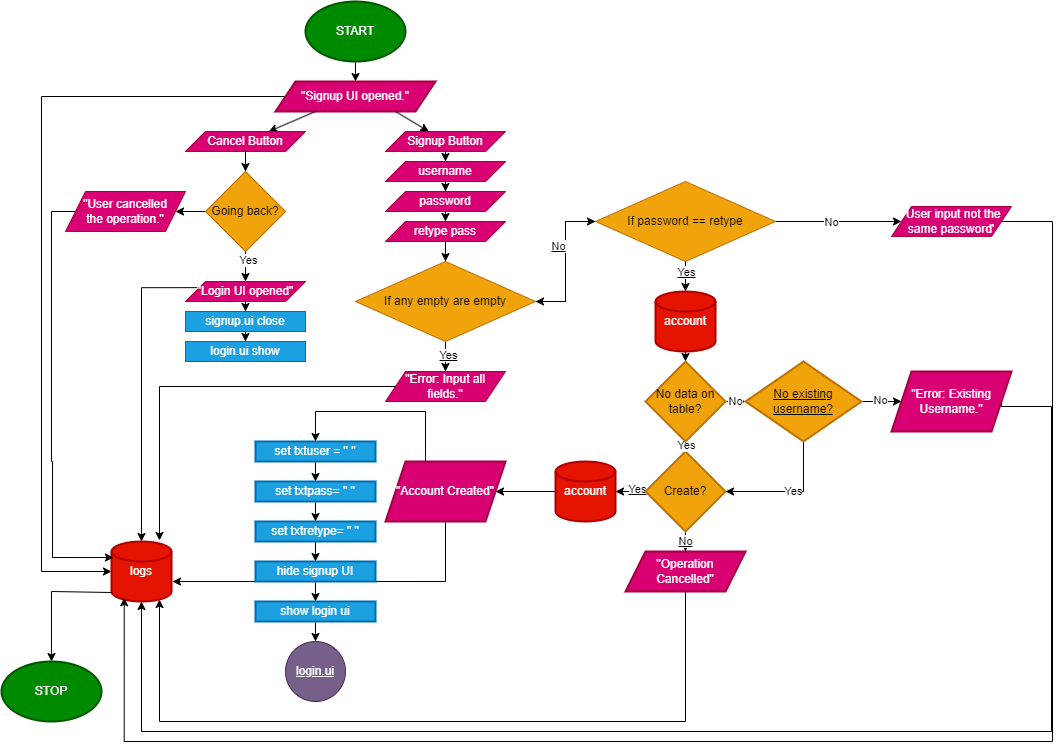 START
"Signup UI opened."
Cancel Button
Signup Button
username
password
retype pass
Going back?
"User cancelled
the operation."
Yes
"Login UI opened"
signup.ui close
login.ui show
If any empty are empty
No
Yes
"Error: Input all
fields."
If password == retype
No
User input not the
same password"
Yes
account
No data on
table?
No
No existing
username?
No
"Error: Existing
Username."
Yes
Yes
Create?
Yes
account
"Account Created"
No
"Operation
Cancelled"
set txtuser = " "
set txtpass= " "
set txtretype= " "
hide signup UI
show login ui
login.ui
logs
STOP